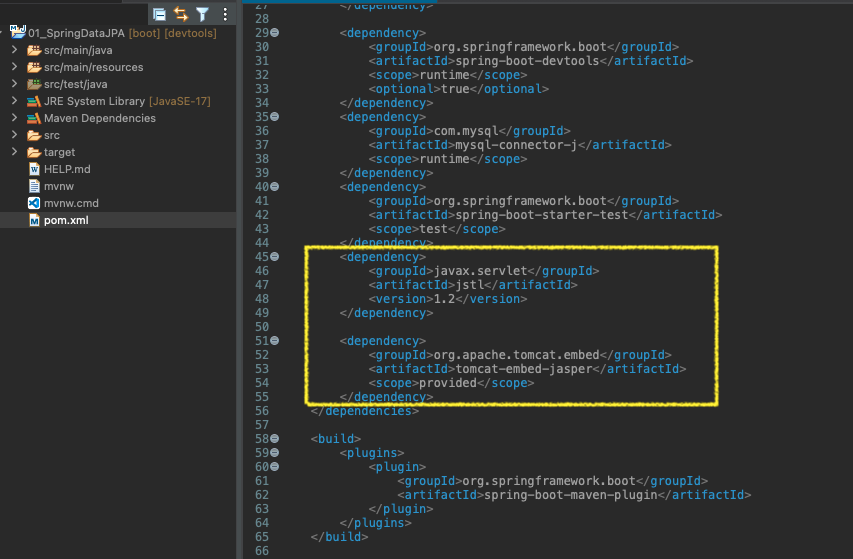 01_SpringDataJPA [boot] [devtools]
src/main/java
src/main/resources
src/test/java
JRE System Library [JavaSE-17]
Maven Dependencies
src
target
HELP.md
mvnw
mvnw.cmd
pom.xml
27 </dependency>
28
29 <dependency>
30 <groupId>org.springframework.boot</groupId>
31 <artifactId>spring-boot-devtools</artifactId>
32 <scope>runtime</scope>
33 <optional>true</optional>
34 </dependency>
35 <dependency>
36 <groupId>com.mysql</groupId>
37 <artifactId>mysql-connector-j</artifactId>
38 <scope>runtime</scope>
39 </dependency>
40 <dependency>
41 <groupId>org.springframework.boot</groupId>
42 <artifactId>spring-boot-starter-test</artifactId>
43 <scope>test</scope>
44 </dependency>
45 <dependency>
46 <groupId>javax.servlet</groupId>
47 <artifactId>jstl</artifactId>
48 <version>1.2</version>
49 </dependency>
50
51 <dependency>
52 <groupId>org.apache.tomcat.embed</groupId>
53 <artifactId>tomcat-embed-jasper</artifactId>
54 <scope>provided</scope>
55 </dependency>
56 </dependencies>
57
58 <build>
59 <plugins>
60 <plugin>
61 <groupId>org.springframework.boot</groupId>
62 <artifactId>spring-boot-maven-plugin</artifactId>
63 </plugin>
64 </plugins>
65 </build>
66